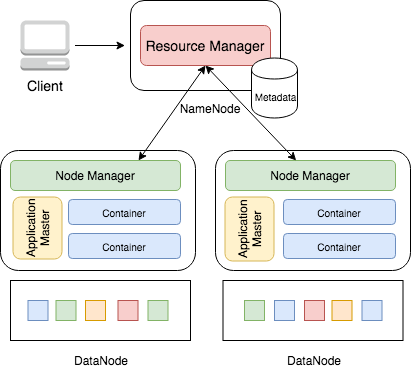 Resource Manager
Client
Metadata
NameNode
Node Manager
Application
Master
Container
Container
Node Manager
Application
Master
Container
Container
DataNode
DataNode